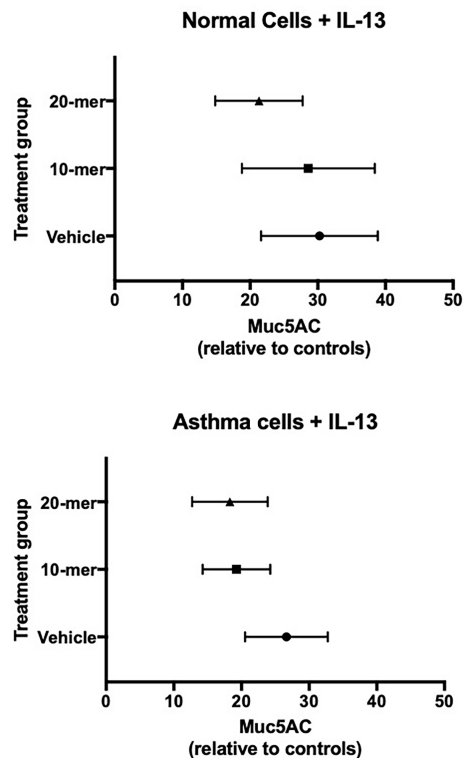 Normal Cells + IL-13
Treatment group
20-mer
10-mer
Vehicle
0 10 20 30 40 50
Muc5AC
(relative to controls)
Asthma cells + IL-13
Treatment group
20-mer
10-mer
Vehicle
0 10 20 30 40 50
Muc5AC
(relative to controls)